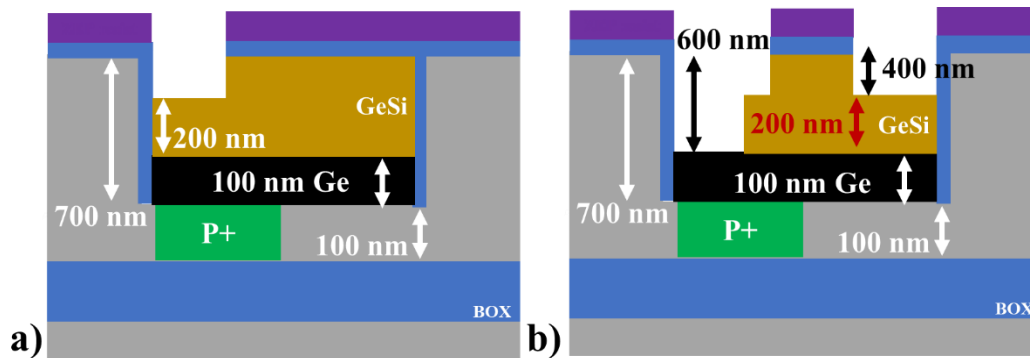 GeSi
200 nm
100 nm Ge
700 nm
P+
100 nm
BOX
a)
600 nm
400 nm
200 nm
GeSi
100 nm Ge
700 nm
P+
100 nm
BOX
b)